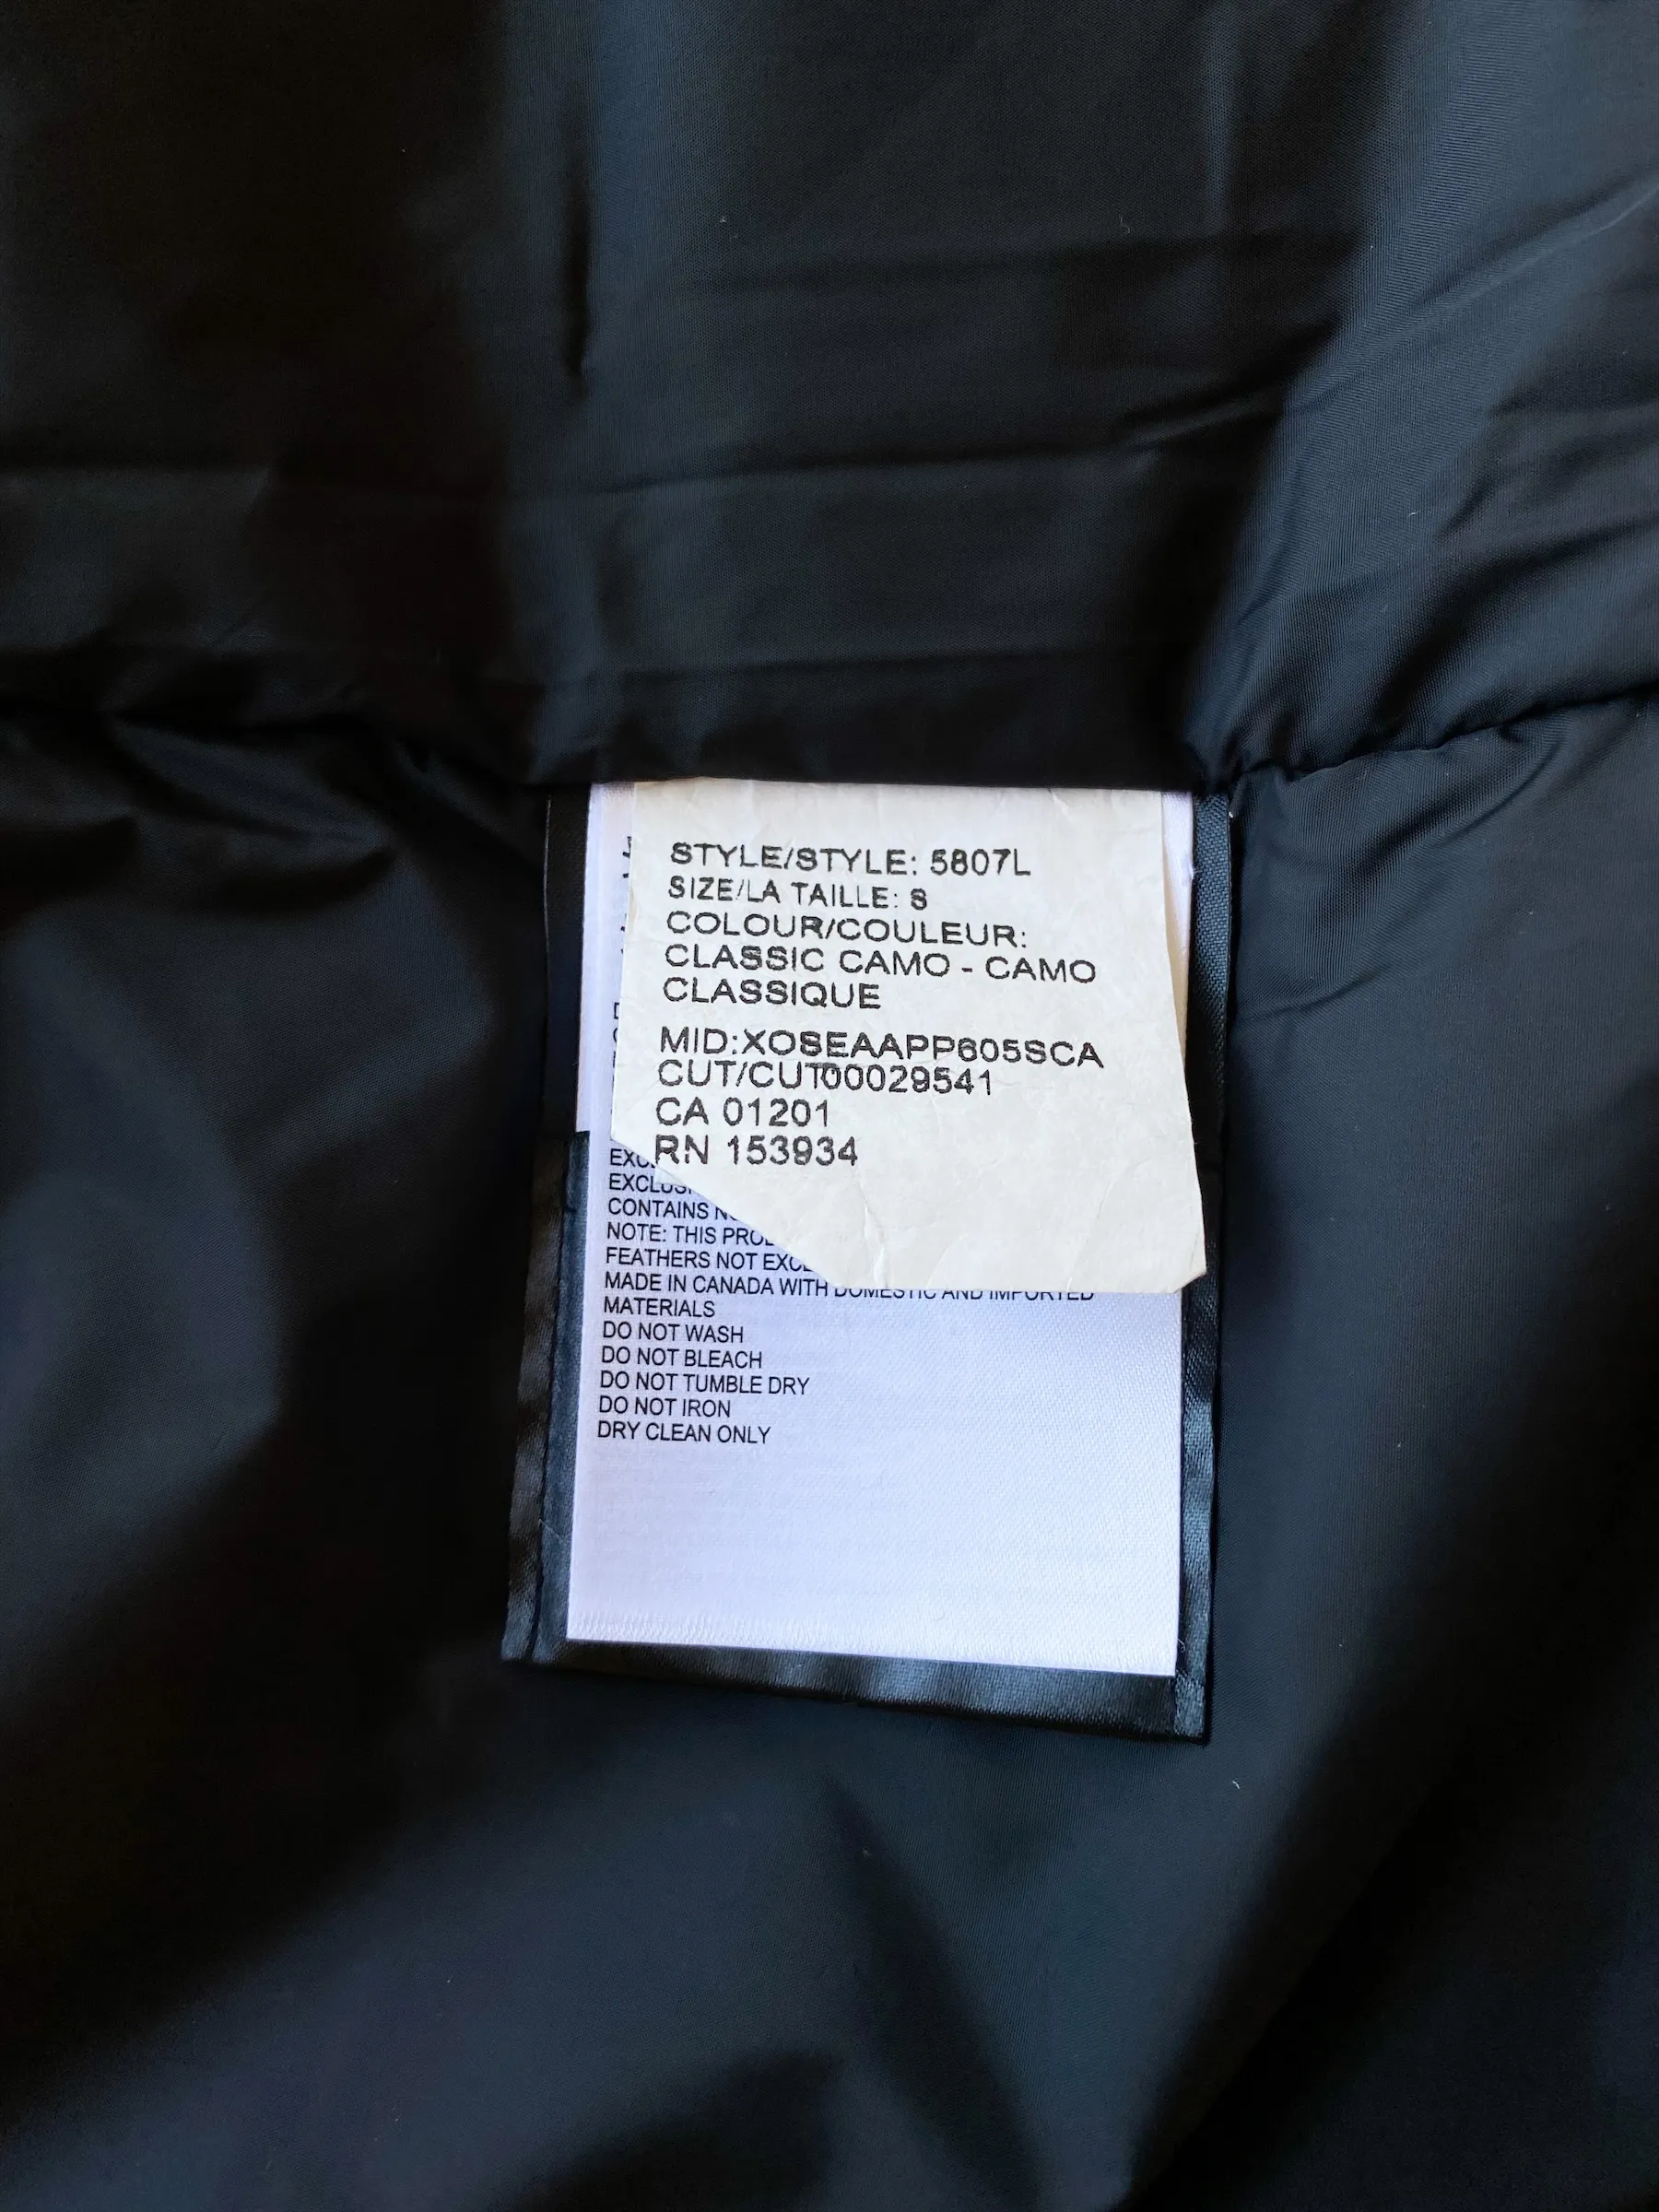 STYLE/STYLE: 5807L
SIZE/LA TAILLE: S
COLOUR/COULEUR:
CLASSIC CAMO - CAMO
CLASSIQUE
MID:XOSEAAPP605SCA
CUT/CUT00029541
CA 01201
RN 153934
CONTAINS
NOTE: THIS
FEATHERS NOT
MADE IN CANADA WITH DOMESTIC AND IMPORTED
MATERIALS
DO NOT WASH
DO NOT BLEACH
DO NOT TUMBLE DRY
DO NOT IRON
DRY CLEAN ONLY